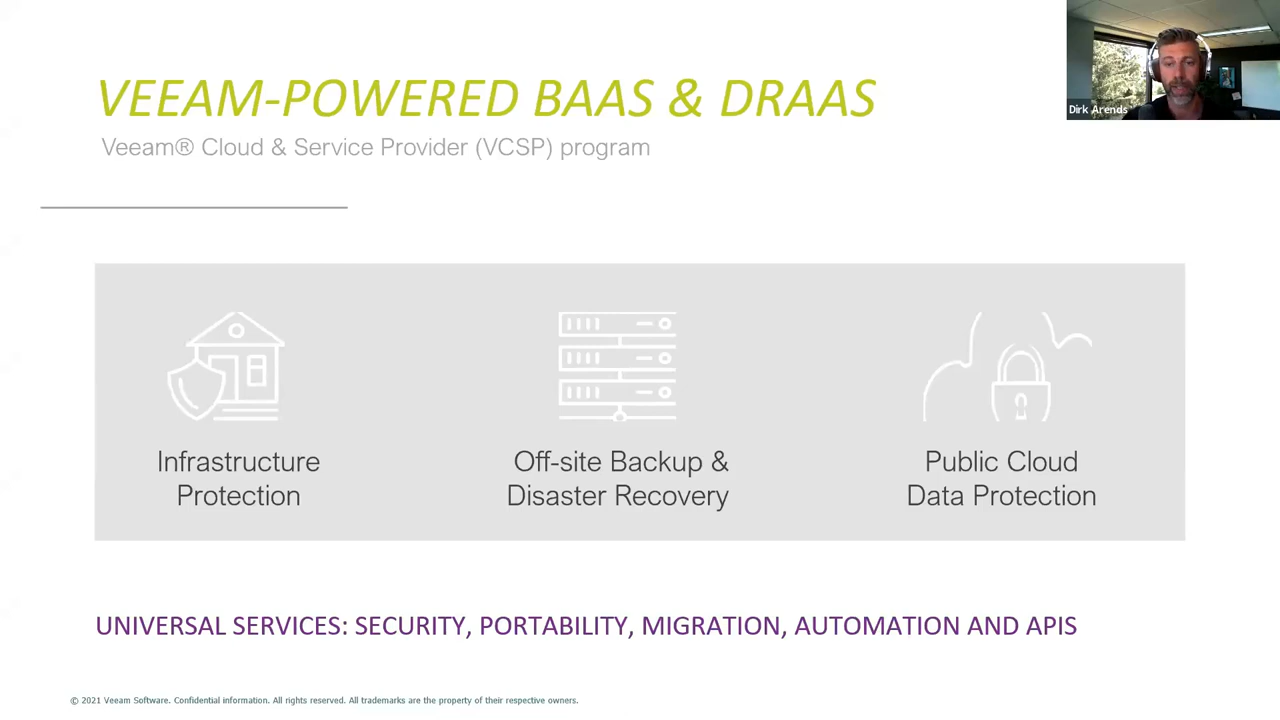 VEEAM-POWERED BAAS & DRAAS
Veeam® Cloud & Service Provider (VCSP) program
Dirk Arends
Infrastructure
Protection
Off-site Backup &
Disaster Recovery
Public Cloud
Data Protection
UNIVERSAL SERVICES: SECURITY, PORTABILITY, MIGRATION, AUTOMATION AND APIS
© 2021 Veeam Software. Confidential information. All rights reserved. All trademarks are the property of their respective owners.